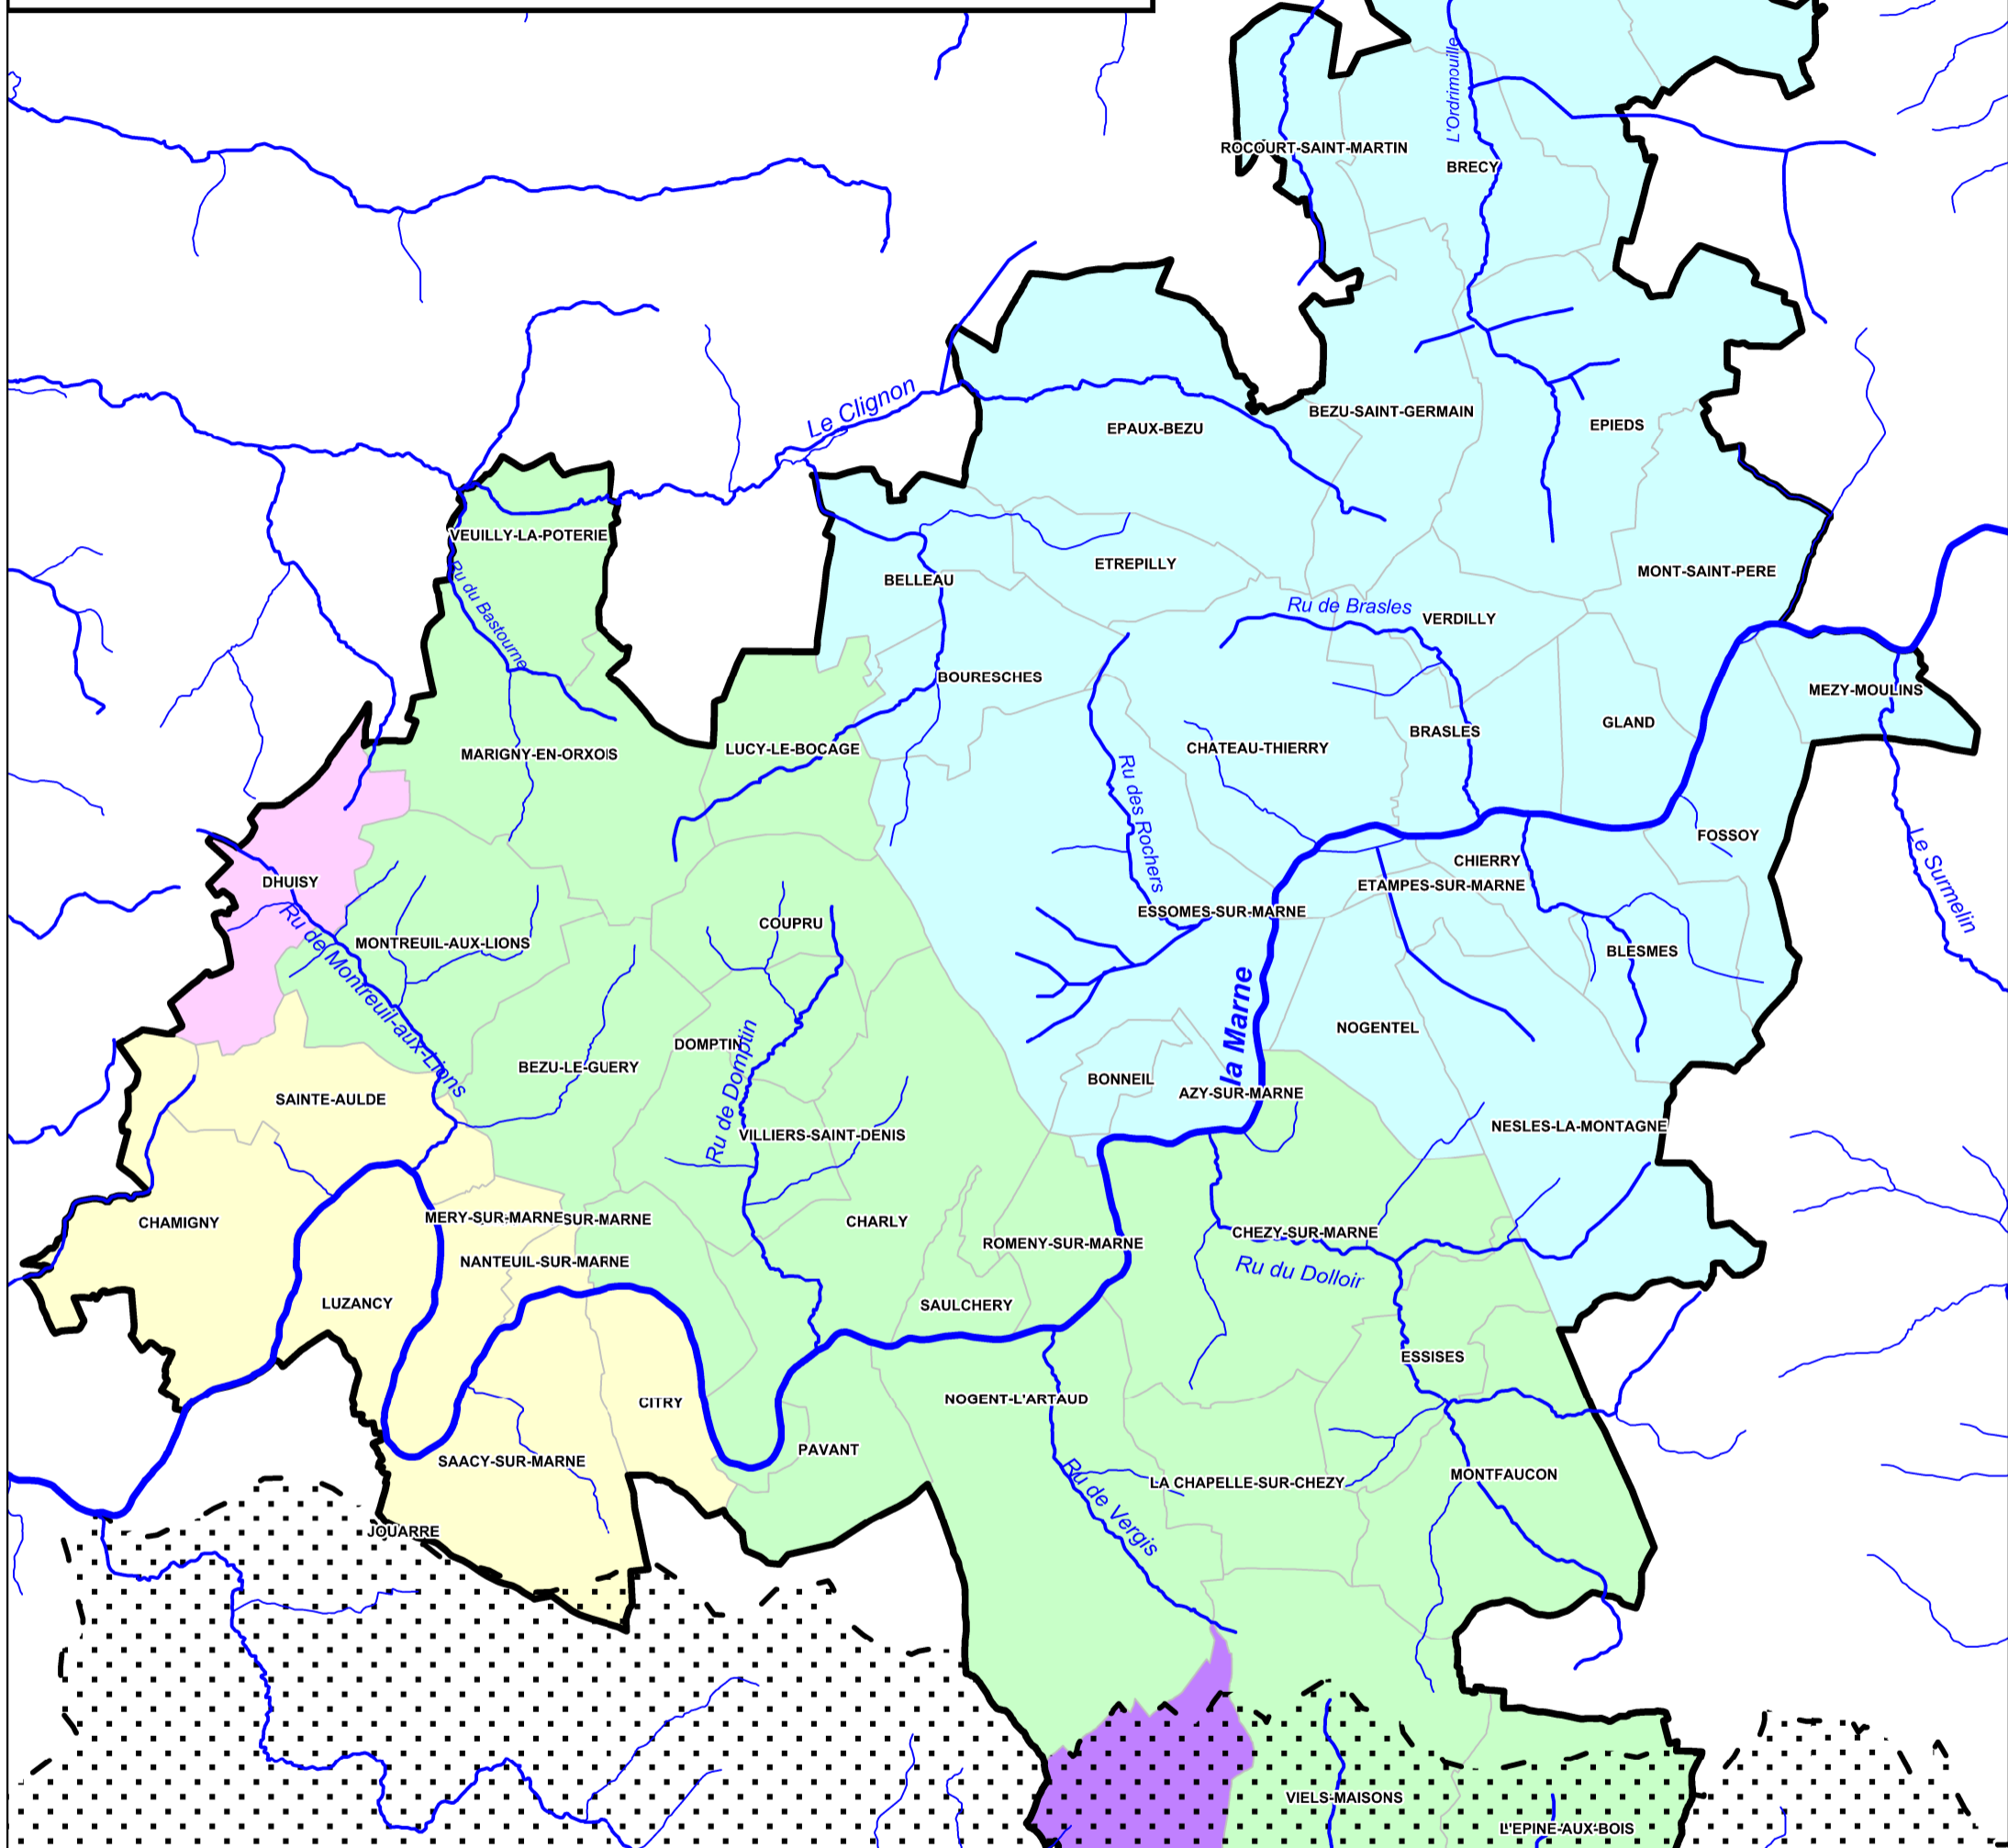 L'Ordrimouille
ROCOURT-SAINT-MARTIN
BRECY
Le Clignon
BEZU-SAINT-GERMAIN
EPAUX-BEZU
EPIEDS
VEUILLY-LA-POTERIE
ETREPILLY
MONT-SAINT-PERE
BELLEAU
Ru du Bastourne
Ru de Brasles
VERDILLY
BOURESCHES
MEZY-MOULINS
GLAND
BRASLES
CHATEAU-THIERRY
LUCY-LE-BOCAGE
MARIGNY-EN-ORXOIS
Ru des Rochers
FOSSOY
CHIERRY
Le Surmelin
DHUISY
ETAMPES-SUR-MARNE
ESSOMES-SUR-MARNE
COUPRU
MONTREUIL-AUX-LIONS
BLESMES
Ru de Montreuil-aux-Lions
la Marne
NOGENTEL
DOMPTIN
BEZU-LE-GUERY
Ru de Domptin
BONNEIL
AZY-SUR-MARNE
SAINTE-AULDE
NESLES-LA-MONTAGNE
VILLIERS-SAINT-DENIS
MERY-SUR-MARNE
SUR-MARNE
CHAMIGNY
CHARLY
CHEZY-SUR-MARNE
ROMENY-SUR-MARNE
NANTEUIL-SUR-MARNE
Ru du Dolloir
LUZANCY
SAULCHERY
ESSISES
NOGENT-L'ARTAUD
CITRY
PAVANT
SAACY-SUR-MARNE
MONTFAUCON
LA CHAPELLE-SUR-CHEZY
Ru de Vergis
JOUARRE
VIELS-MAISONS
L'EPINE-AUX-BOIS